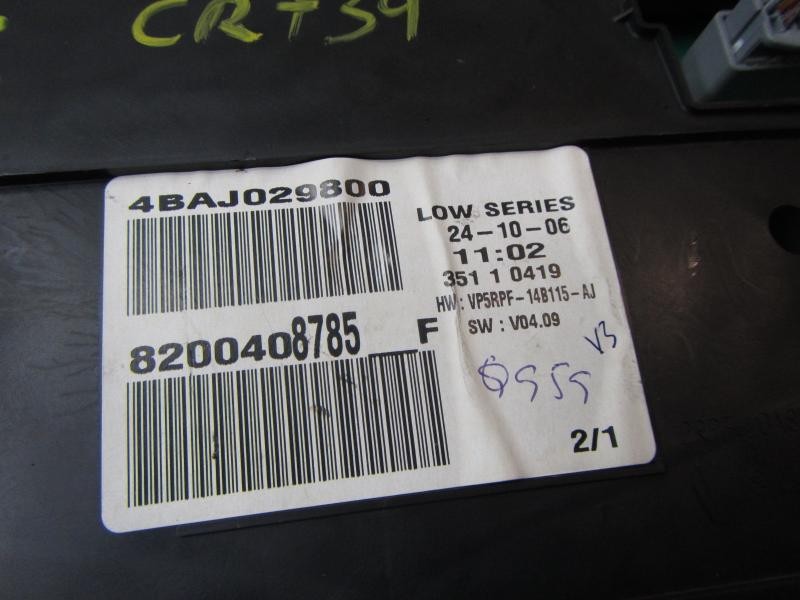 CRT59
4BAJ029800
LOW SERIES
24-10-06
11:02
351 1 0419
HW : VP5RPF-14B115-AJ
SW : V04.09
8200408785__F
V3
2/1